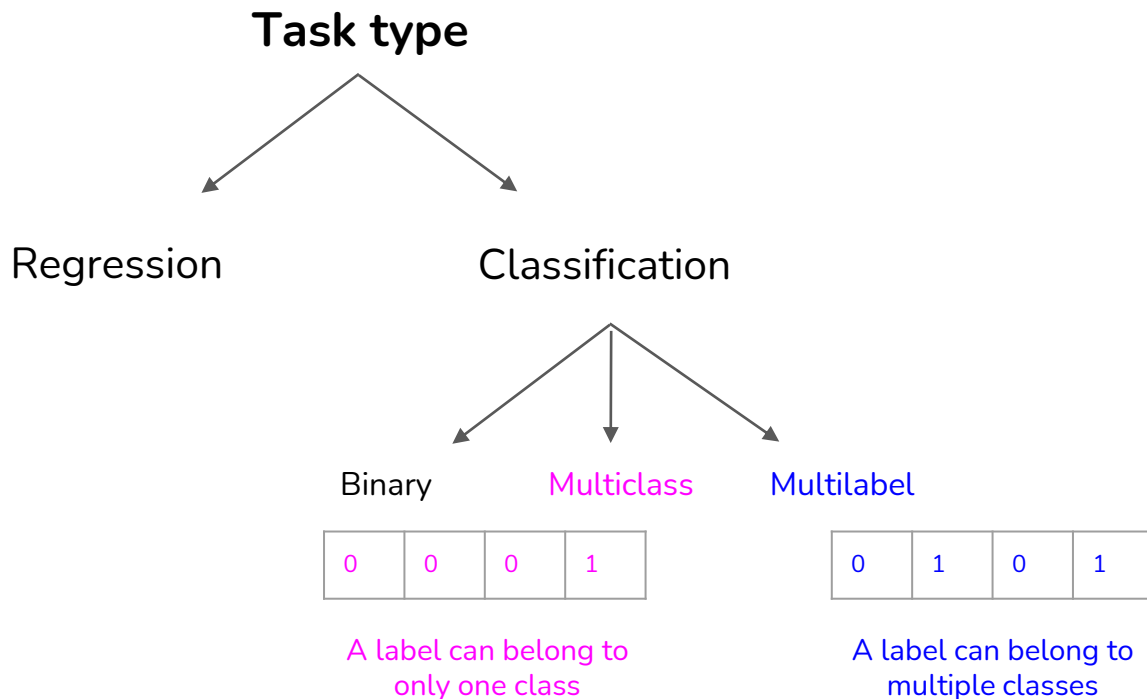 Task type
Regression
Classification
Binary
Multiclass
Multilabel
0 0 0 1
0 1 0 1
A label can belong to
only one class
A label can belong to
multiple classes